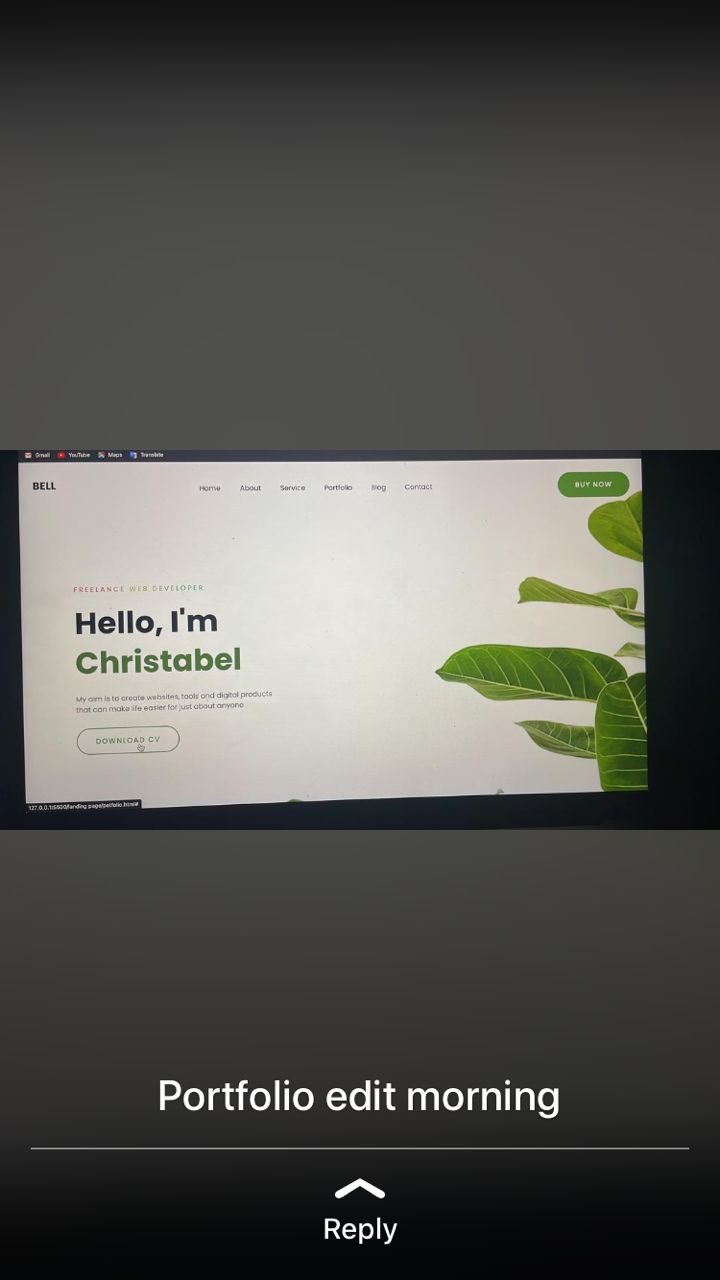 Gmail YouTube Maps Translate
BELL Home About Service Portfolio Blog Contact BUY NOW
FREELANCE WEB DEVELOPER
Hello, I'm
Christabel
My aim is to create websites, tools and digital products
that can make life easier for just about anyone
DOWNLOAD CV
127.0.0.1:5500/landing page/
Portfolio edit morning
Reply